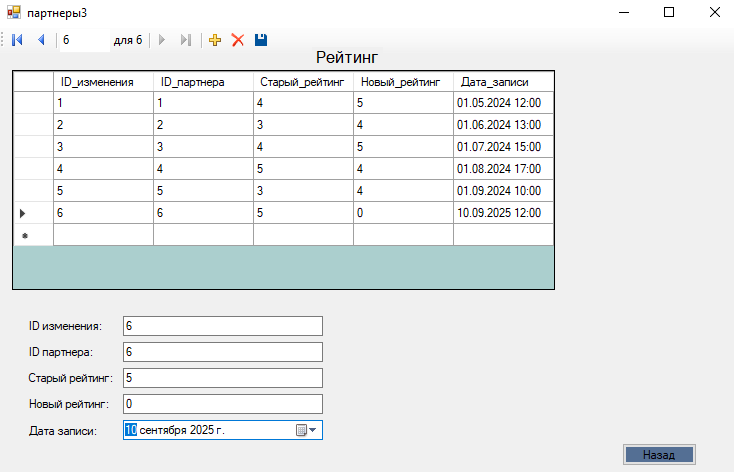 партнеры3
6 для 6
Рейтинг
ID_изменения ID_партнера Старый_рейтинг Новый_рейтинг Дата_записи
1 1 4 5 01.05.2024 12:00
2 2 3 4 01.06.2024 13:00
3 3 4 5 01.07.2024 15:00
4 4 5 4 01.08.2024 17:00
5 5 3 4 01.09.2024 10:00
6 6 5 0 10.09.2025 12:00
ID изменения: 6
ID партнера: 6
Старый рейтинг: 5
Новый рейтинг: 0
Дата записи: 10 сентября 2025 г.
Назад